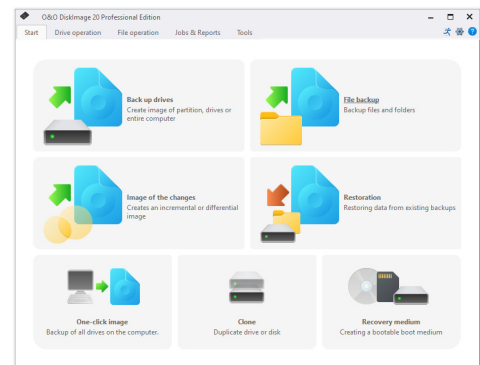 O&O DiskImage 20 Professional Edition
Start Drive operation File operation Jobs & Reports Tools
Back up drives
Create image of partition, drives or
entire computer
File backup
Backup files and folders
Image of the changes
Creates an incremental or differential
image
Restoration
Restoring data from existing backups
One-click image
Backup of all drives on the computer.
Clone
Duplicate drive or disk
Recovery medium
Creating a bootable boot medium